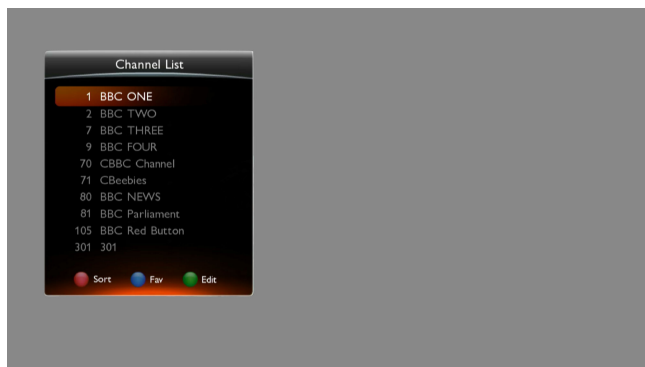 Channel List
1 BBC ONE
2 BBC TWO
7 BBC THREE
9 BBC FOUR
70 CBBC Channel
71 CBeebies
80 BBC NEWS
81 BBC Parliament
105 BBC Red Button
301 301
Sort Fav Edit